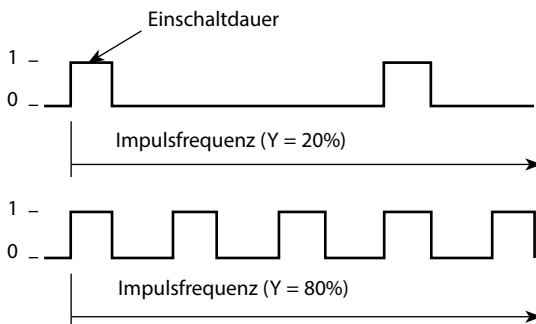 Einschaltdauer
1 –
0 –
Impulsfrequenz (Y = 20%)
1 –
0 –
Impulsfrequenz (Y = 80%)